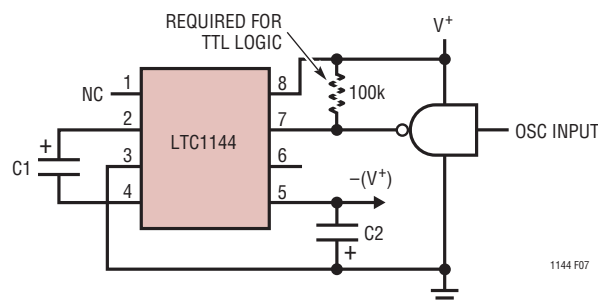 REQUIRED FOR
TTL LOGIC
V+
NC
1
8
100k
2
7
OSC INPUT
LTC1144
+
C1
3
6
4
5
−(V+)
C2
+
1144 F07